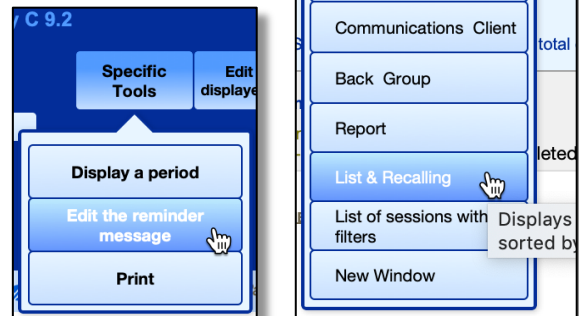 y C 9.2
Specific
Tools
Edit
displaye
Display a period
Edit the reminder
message
Print
Communications Client
total
Back Group
Report
leted
List & Recalling
List of sessions with
filters
Displays
sorted by
New Window